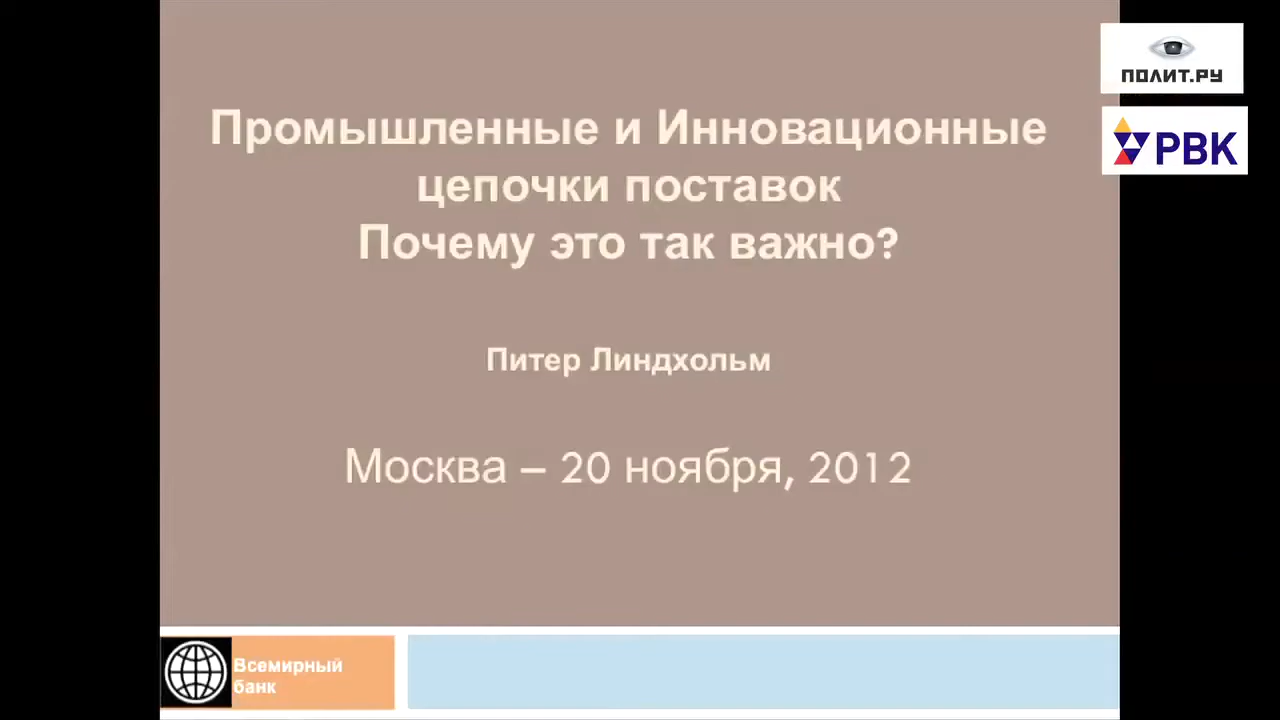 Промышленные и Инновационные
цепочки поставок
Почему это так важно?
Питер Линдхольм
Москва – 20 ноября, 2012
Всемирный
банк
ПОЛИТ.РУ
РВК